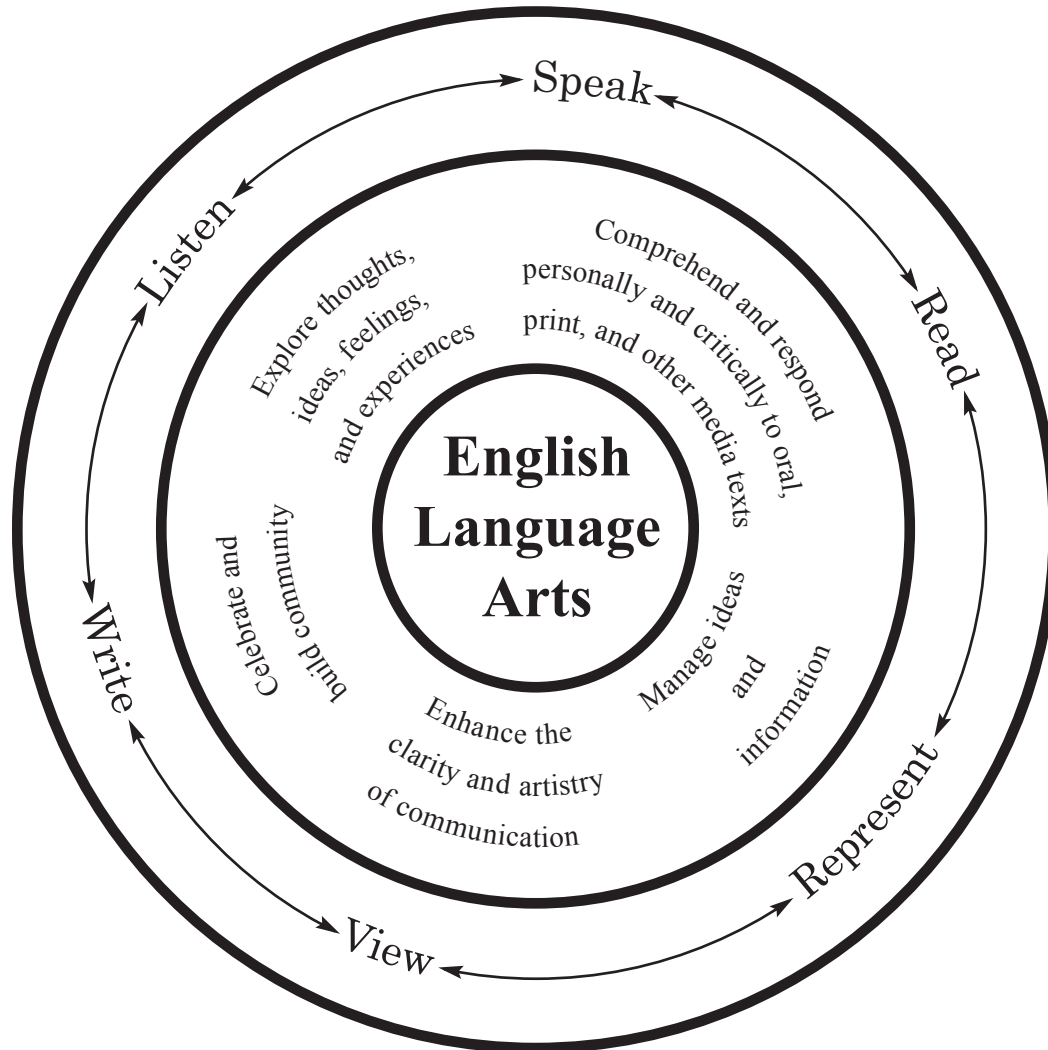 Speak
Read
Represent
View
Write
Listen
Explore thoughts,
ideas, feelings,
and experiences
Comprehend and respond
personally and critically to oral,
print, and other media texts
Manage ideas
and
information
Enhance the
clarity and artistry
of communication
Celebrate and
build community
English
Language
Arts